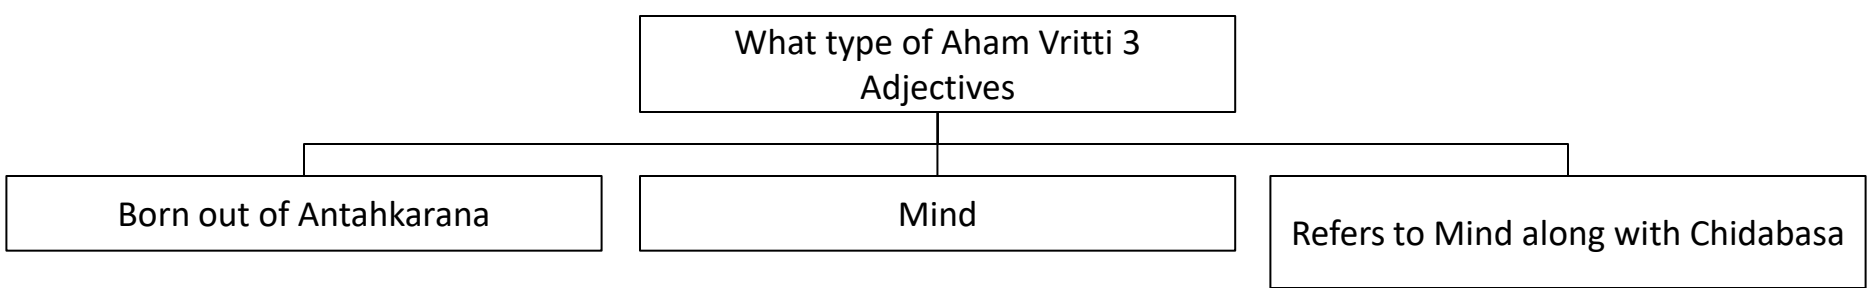 What type of Aham Vritti 3
Adjectives
Born out of Antahkarana
Mind
Refers to Mind along with Chidabasa